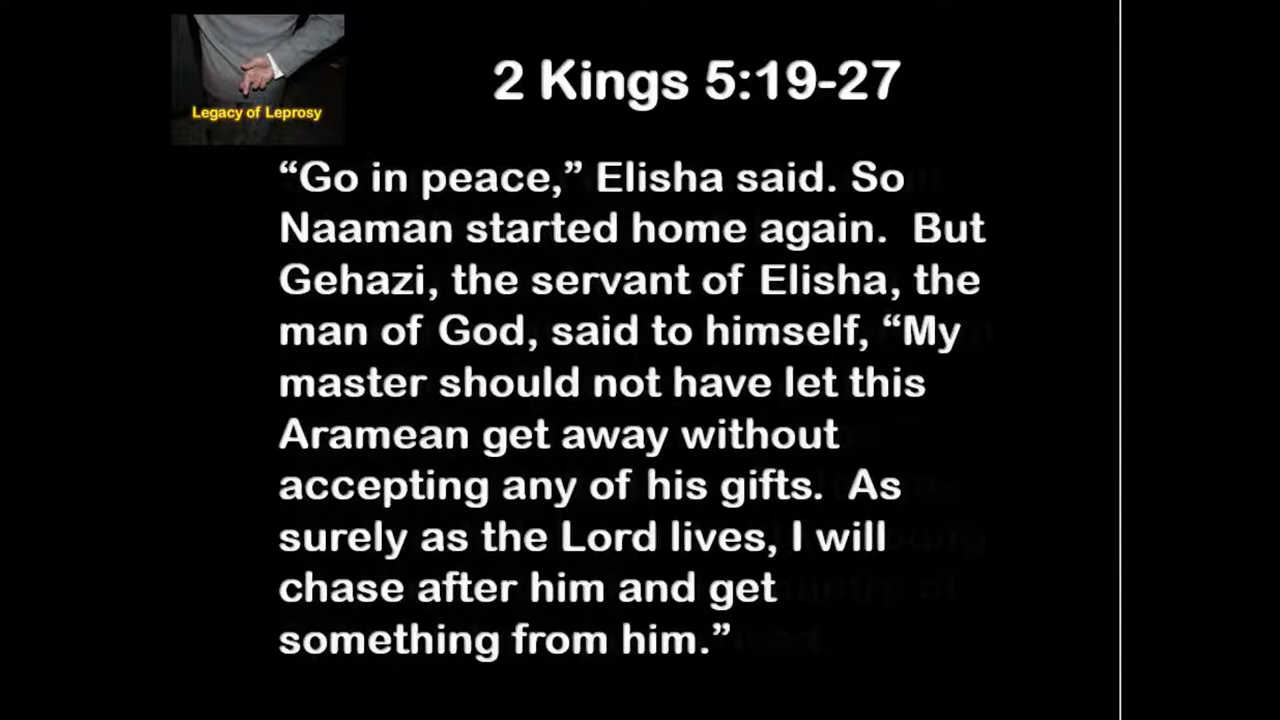 Legacy of Leprosy
2 Kings 5:19-27
“Go in peace,” Elisha said. So
Naaman started home again.  But
Gehazi, the servant of Elisha, the
man of God, said to himself, “My
master should not have let this
Aramean get away without
accepting any of his gifts.  As
surely as the Lord lives, I will
chase after him and get
something from him.”